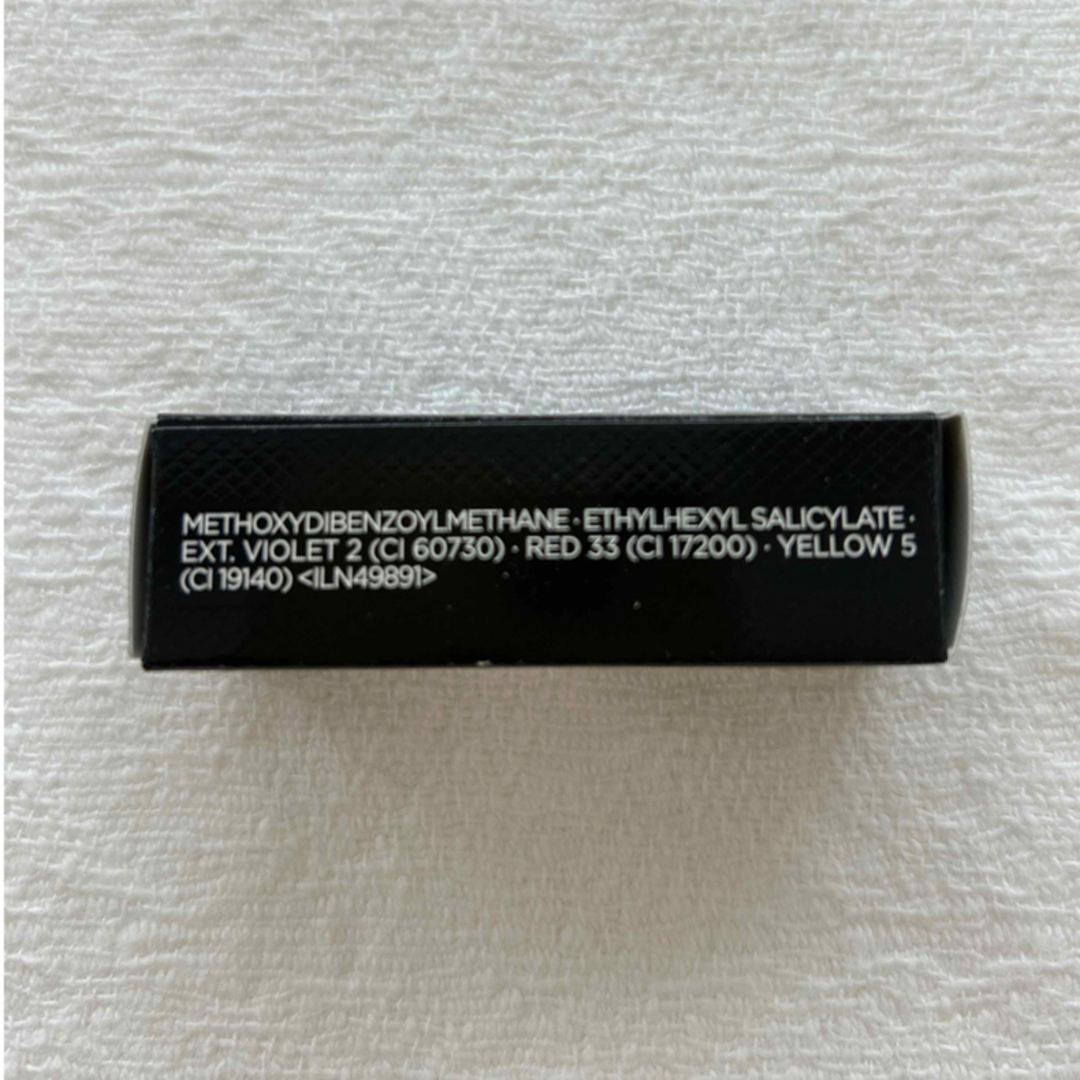 METHOXYDIBENZOYLMETHANE · ETHYLHEXYL SALICYLATE ·
EXT. VIOLET 2 (CI 60730) · RED 33 (CI 17200) · YELLOW 5
(CI 19140) <ILN49891>